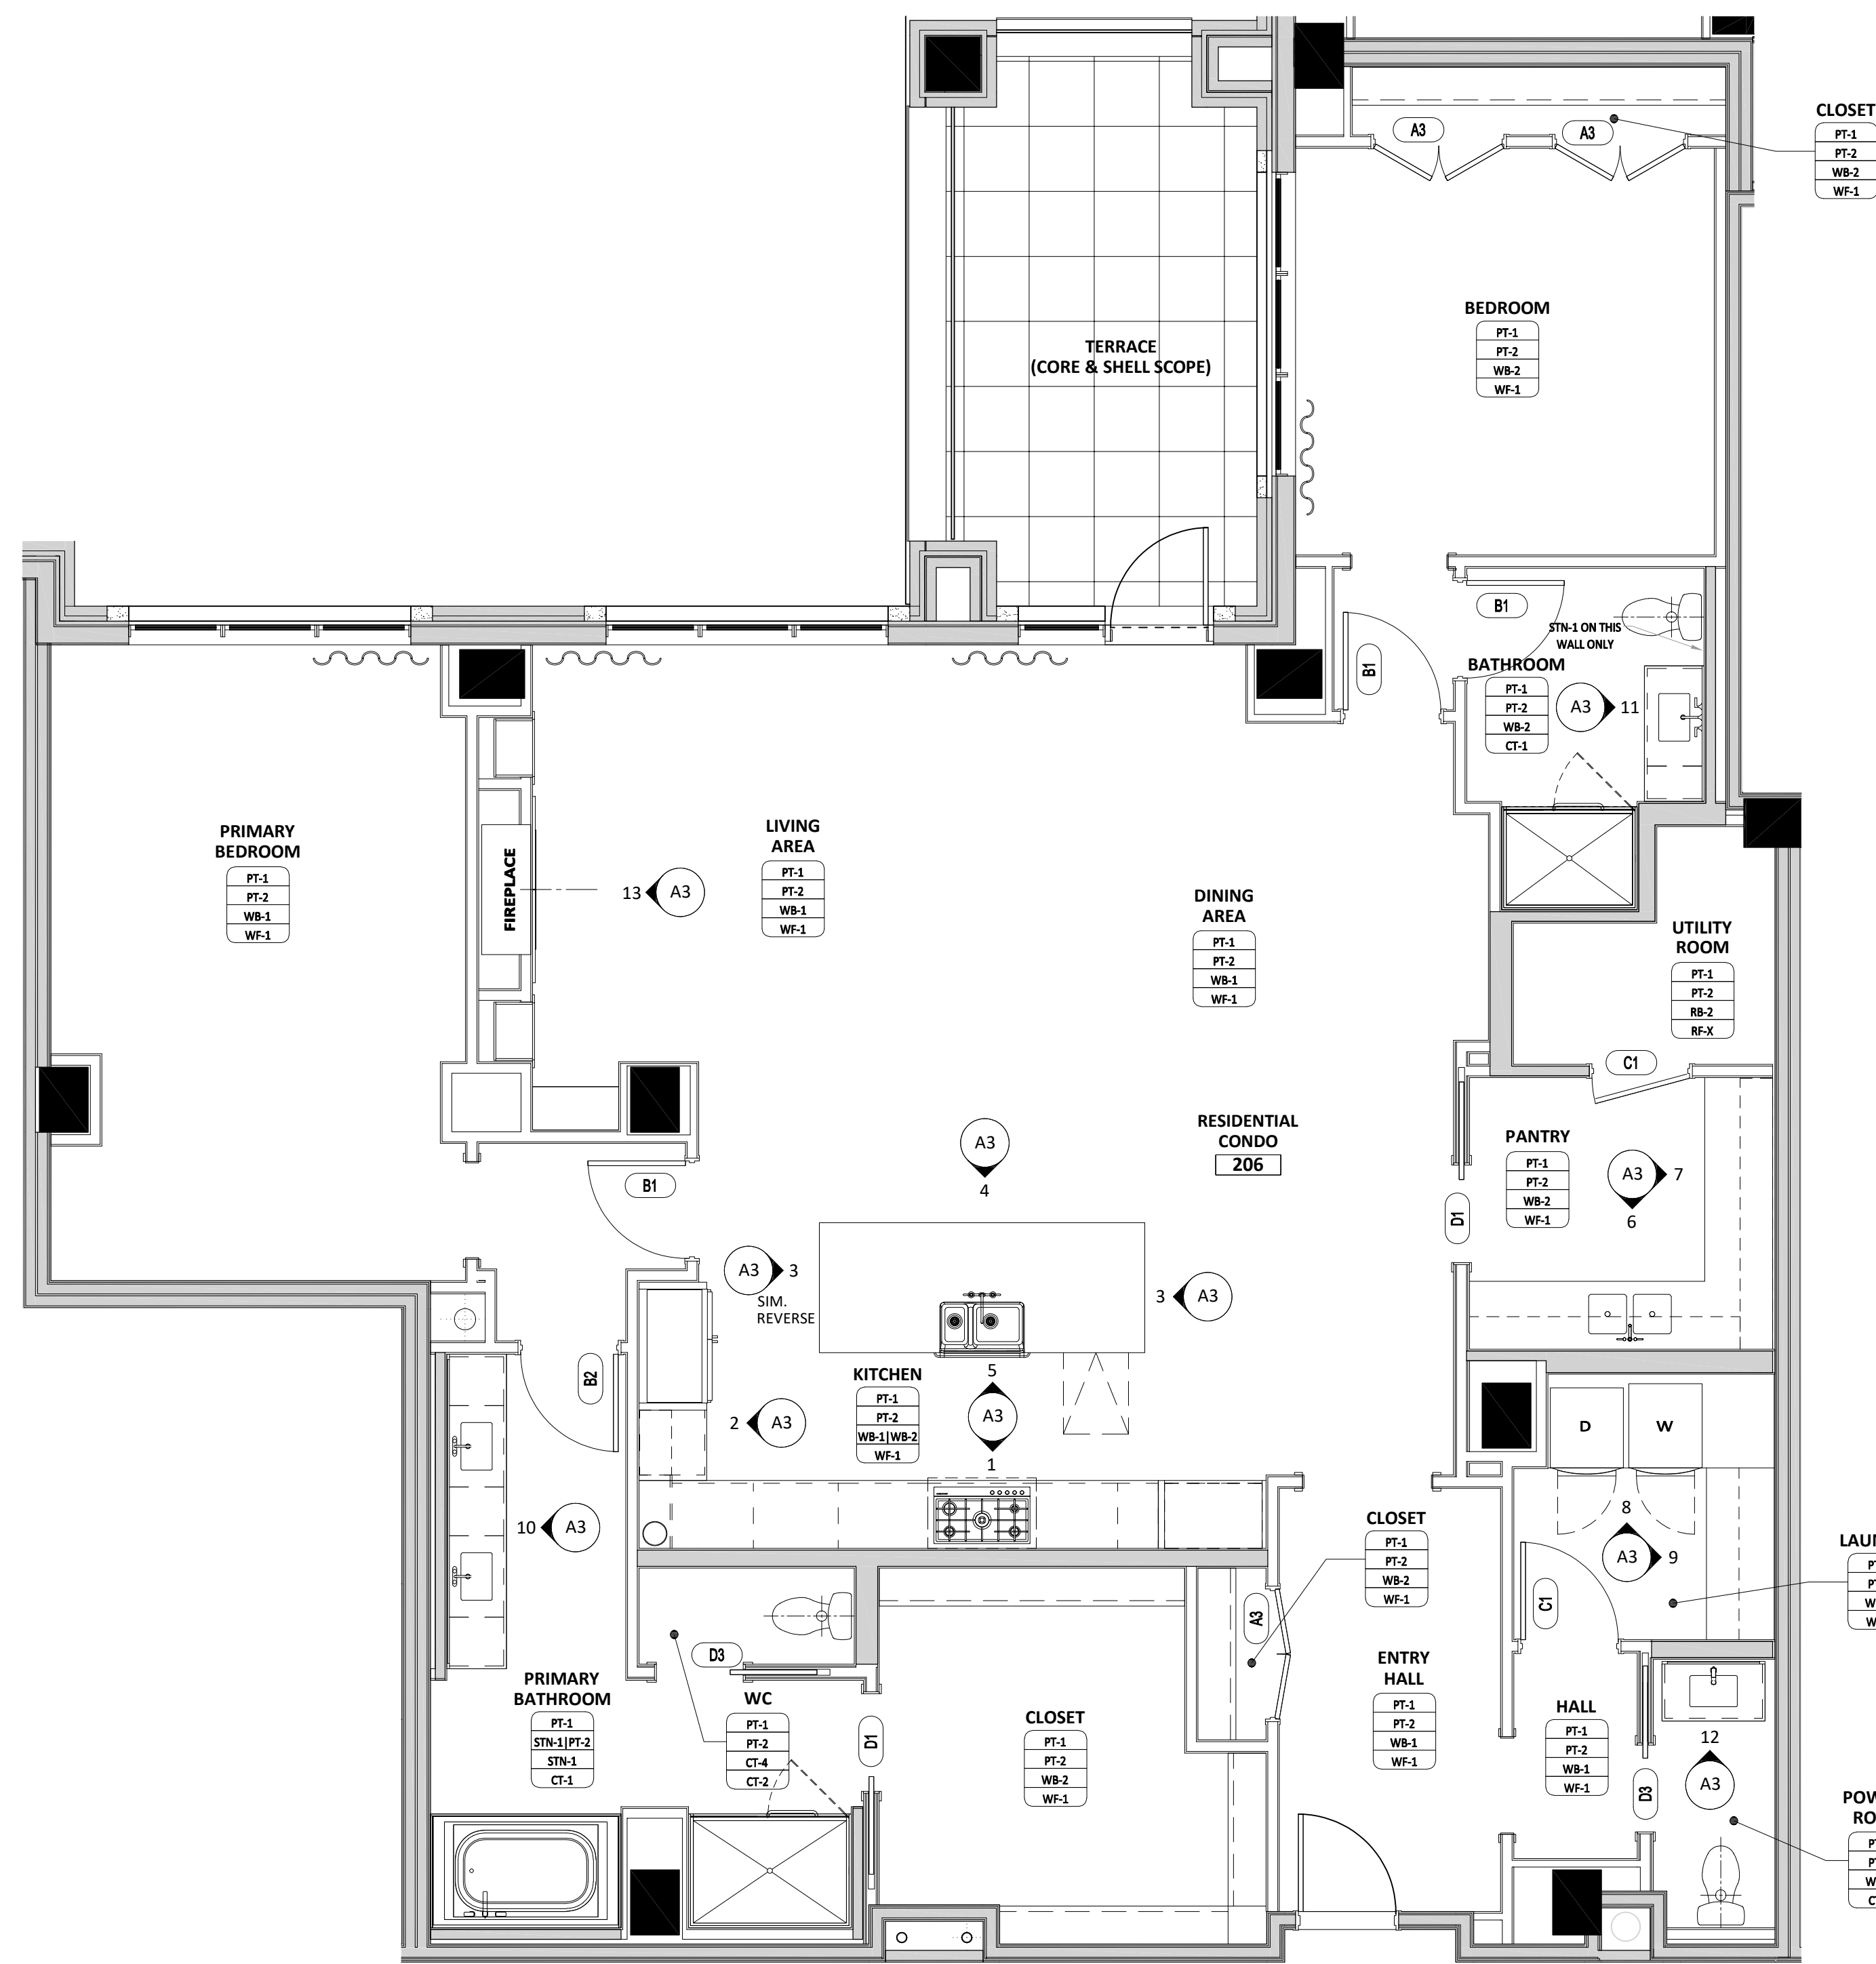 CLOSET
PT-1
PT-2
WB-2
WF-1
A3
A3
BEDROOM
PT-1
PT-2
WB-2
WF-1
TERRACE
(CORE & SHELL SCOPE)
B1
STN-1 ON THIS
WALL ONLY
B1
BATHROOM
PT-1
PT-2
WB-2
CT-1
A3
11
PRIMARY
BEDROOM
PT-1
PT-2
WB-1
WF-1
FIREPLACE
13
A3
LIVING
AREA
PT-1
PT-2
WB-1
WF-1
DINING
AREA
PT-1
PT-2
WB-1
WF-1
UTILITY
ROOM
PT-1
PT-2
RB-2
RF-X
C1
RESIDENTIAL
CONDO
206
PANTRY
PT-1
PT-2
WB-2
WF-1
A3
7
6
D1
A3
4
B1
A3
3
SIM.
REVERSE
3
A3
B2
KITCHEN
PT-1
PT-2
WB-1|WB-2
WF-1
5
A3
1
2
A3
D
W
10
A3
8
A3
9
C1
CLOSET
PT-1
PT-2
WB-2
WF-1
A3
D3
PRIMARY
BATHROOM
PT-1
STN-1|PT-2
STN-1
CT-1
WC
PT-1
PT-2
CT-4
CT-2
D1
CLOSET
PT-1
PT-2
WB-2
WF-1
ENTRY
HALL
PT-1
PT-2
WB-1
WF-1
HALL
PT-1
PT-2
WB-1
WF-1
D3
12
A3